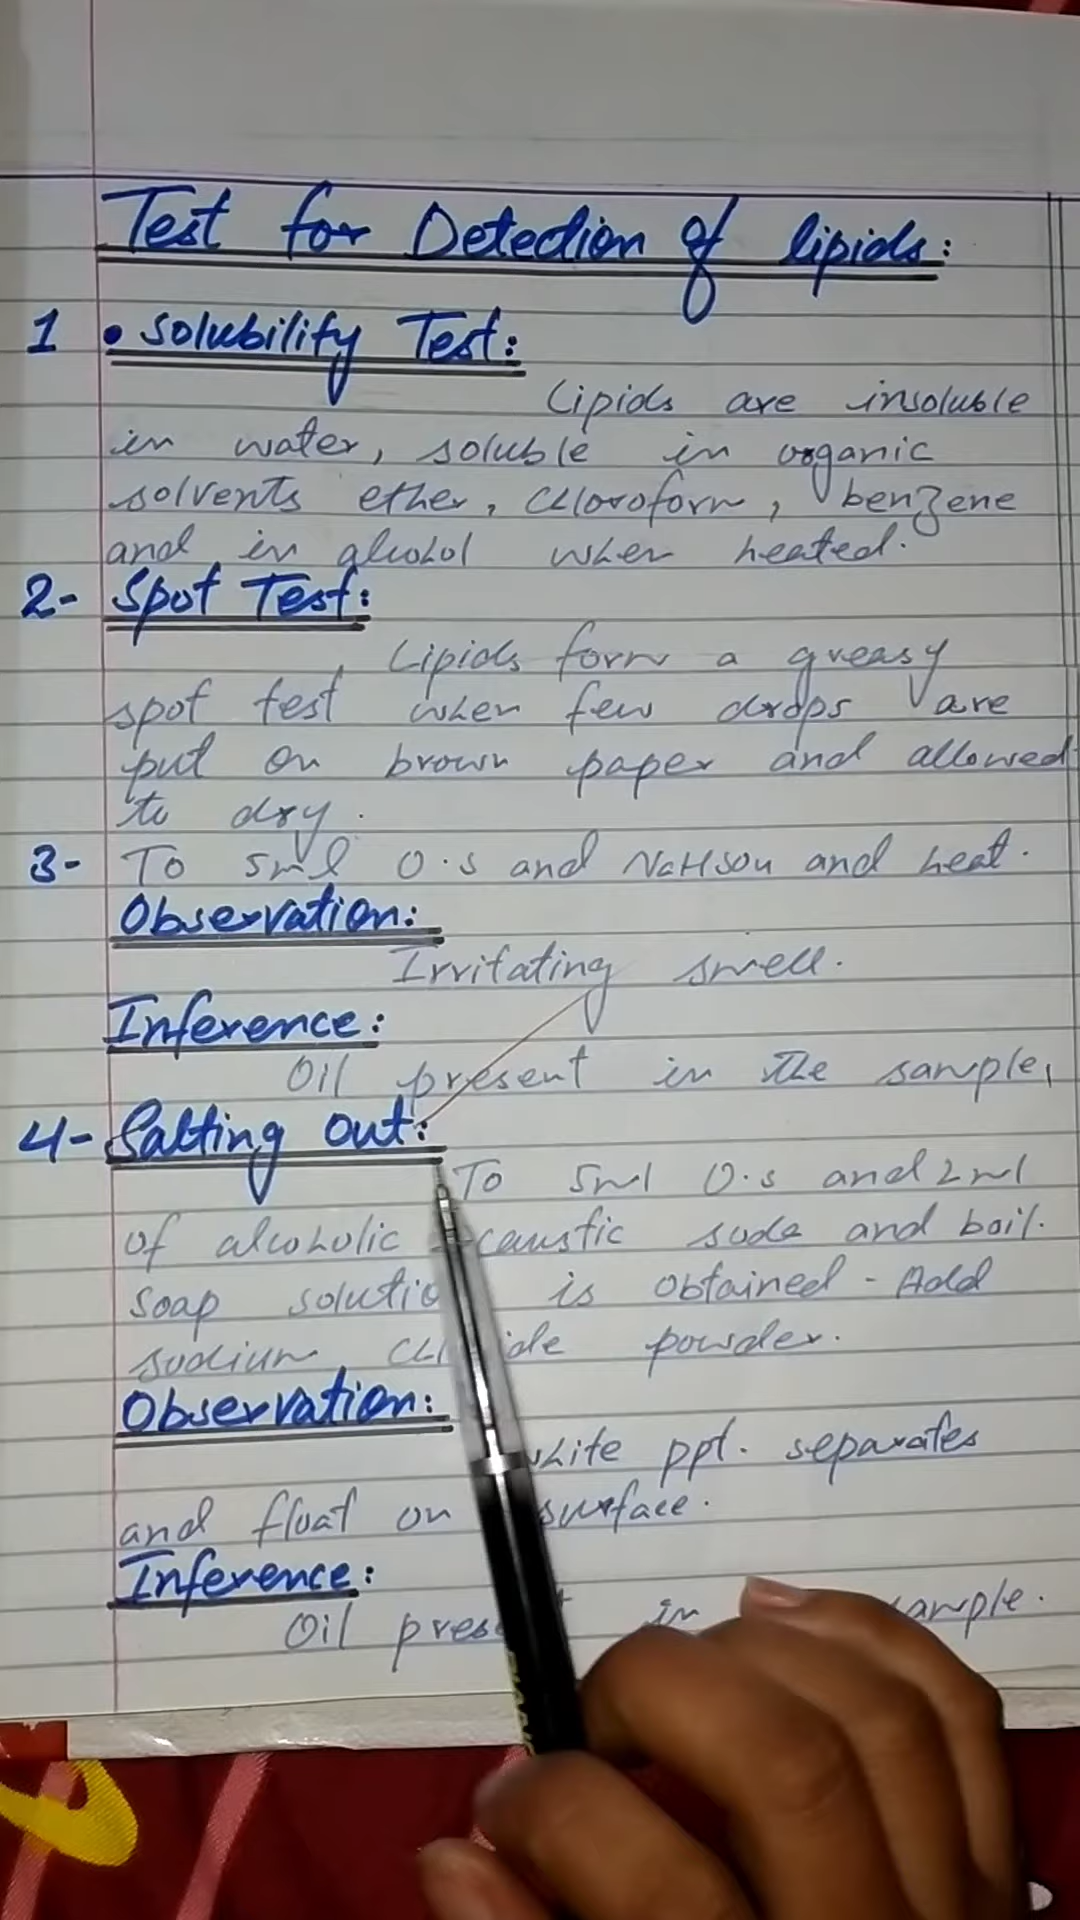 Test for Detection of lipids:
1 • Solubility Test:
Lipids are insoluble
in water, soluble in organic
solvents ether, Chloroform, benzene
and in alcohol when heated.
2- Spot Test:
Lipids form a greasy
spot test when few drops are
put on brown paper and allowed
to dry.
3- To 5ml O.S and NaHSO4 and heat.
Observation:
Irritating smell.
Inference:
Oil present in the sample,
4- Salting Out:
To 5ml O.S and 2ml
of alcoholic caustic soda and boil.
soap is obtained - Add
sodium powder.
Observation:
white ppt. separates
and float on surface.
Inference:
Oil in